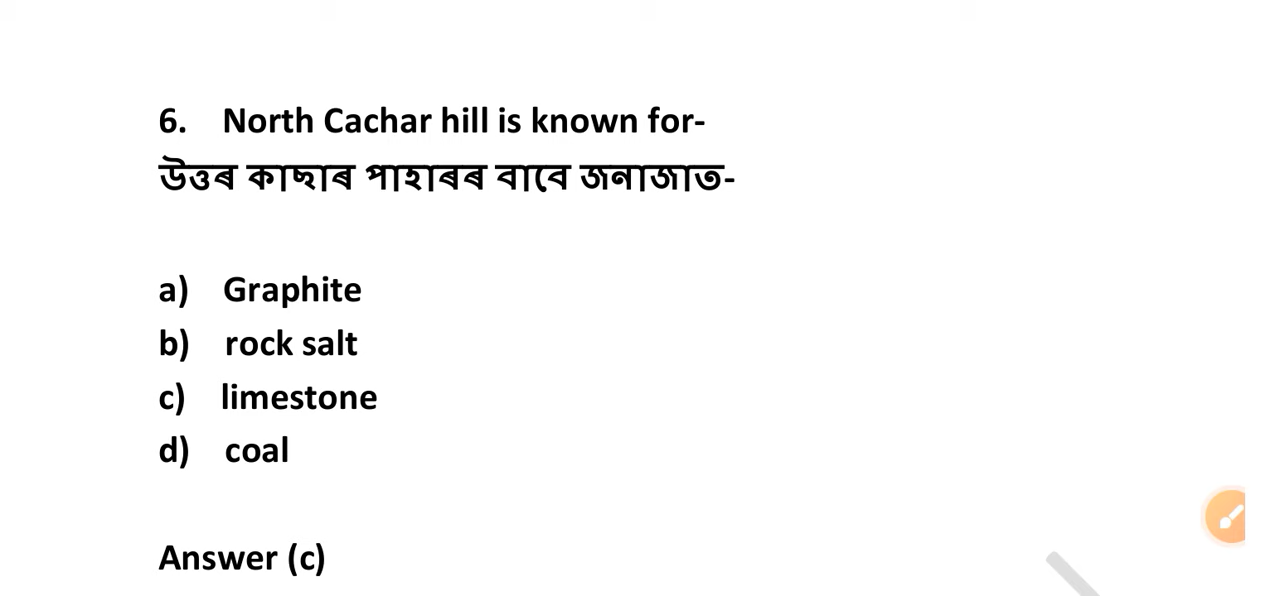 6. North Cachar hill is known for-
উত্তৰ কাছাৰ পাহাৰৰ বাবে জনাজাত-
a) Graphite
b) rock salt
c) limestone
d) coal
Answer (c)